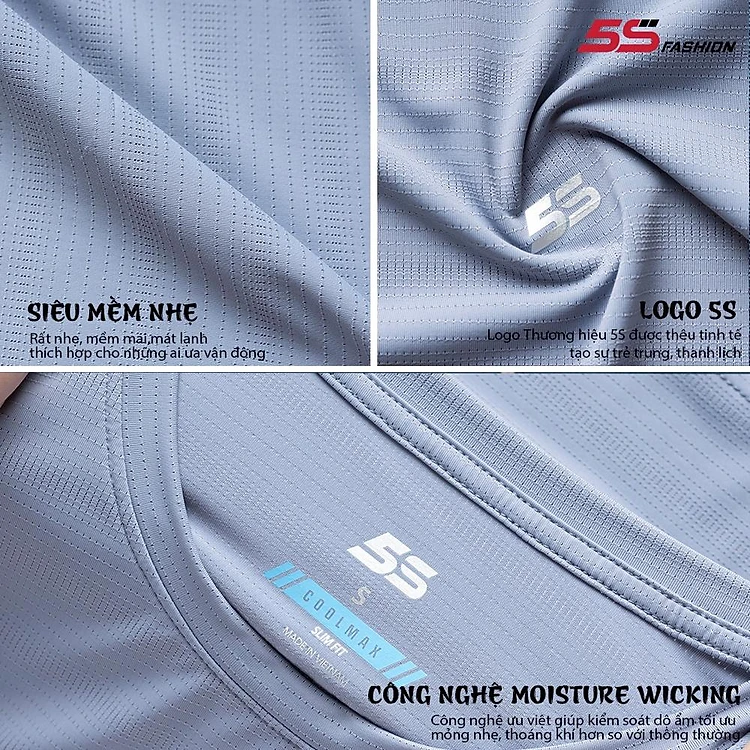 5S FASHION
SIÊU MỀM NHẸ
Rất nhẹ, mềm mại,mát lạnh
thích hợp cho những ai ưa vận động
5S
LOGO 5S
Logo Thương hiệu 5S được thêu tinh tế
tạo sự trẻ trung, thanh lịch
5S
S
COOLMAX
SLIM FIT
MADE IN VIETNAM
CÔNG NGHỆ MOISTURE WICKING
Công nghệ ưu việt giúp kiểm soát dộ ẩm tối ưu
mỏng nhẹ, thoáng khí hơn so với thông thường